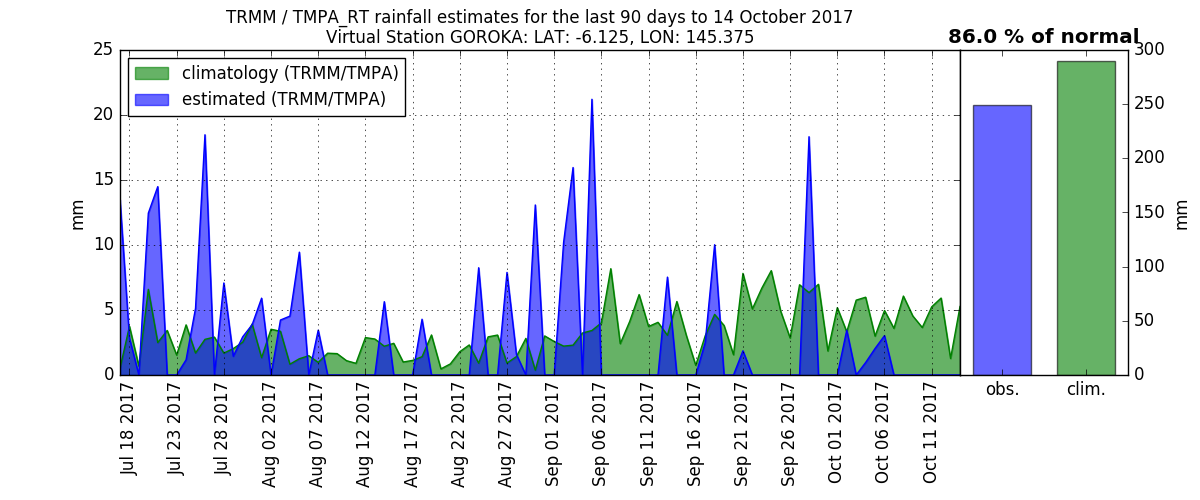 TRMM / TMPA_RT rainfall estimates for the last 90 days to 14 October 2017
Virtual Station GOROKA: LAT: -6.125, LON: 145.375
86.0 % of normal
climatology (TRMM/TMPA)
estimated (TRMM/TMPA)
mm
25
20
15
10
5
0
Jul 18 2017
Jul 23 2017
Jul 28 2017
Aug 02 2017
Aug 07 2017
Aug 12 2017
Aug 17 2017
Aug 22 2017
Aug 27 2017
Sep 01 2017
Sep 06 2017
Sep 11 2017
Sep 16 2017
Sep 21 2017
Sep 26 2017
Oct 01 2017
Oct 06 2017
Oct 11 2017
obs.
clim.
300
250
200
150
100
50
0
mm